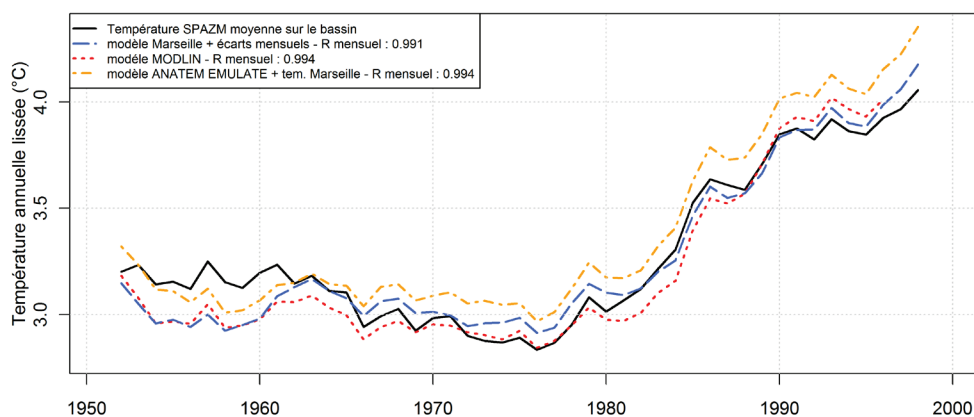 Température SPAZM moyenne sur le bassin
modèle Marseille + écarts mensuels - R mensuel : 0.991
modéle MODLIN - R mensuel : 0.994
modèle ANATEM EMULATE + tem. Marseille - R mensuel : 0.994
Température annuelle lissée (°C)
4.0
3.5
3.0
1950 1960 1970 1980 1990 2000